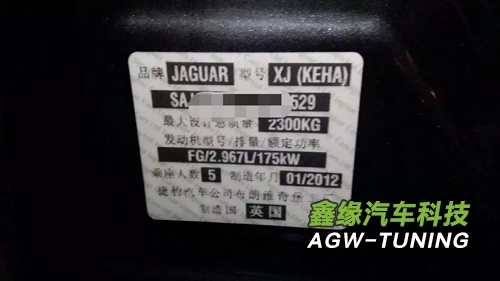 品牌 JAGUAR 型号 XJ (KEHA)
SAJ 529
最大设计总质量 2300KG
发动机型号/排量/额定功率
FG/2.967L/175kW
乘座人数 5 制造年月 01/2012
捷豹汽车公司布朗维奇堡
制造国 英国
鑫缘汽车科技
AGW-TUNING